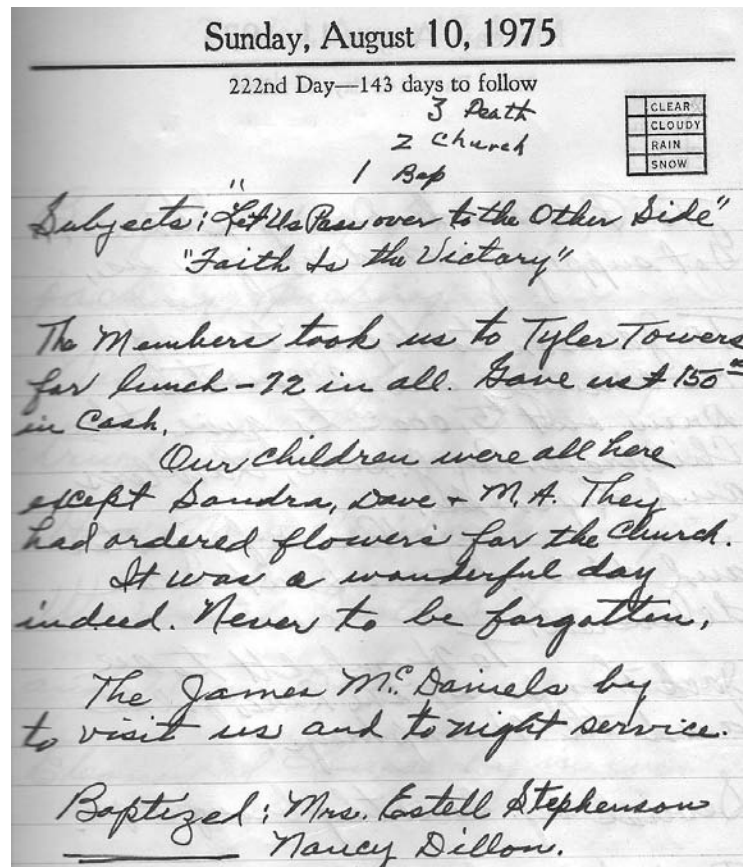 Sunday, August 10, 1975
222nd Day—143 days to follow
3 Death
2 Church
1 Bap
CLEAR
CLOUDY
RAIN
SNOW
Subjects: "Let Us Pass over to the Other Side"
"Faith Is the Victory"
The Members took us to Tyler Towers
for lunch - 72 in all. Gave us $150.00
in Cash.
Our children were all here
except Sandra, Dave + M.A. They
had ordered flowers for the Church.
It was a wonderful day
indeed. Never to be forgotten.
The James McDaniels by
to visit us and to night service.
Baptized: Mrs. Estell Stephenson
Nancy Dillon.